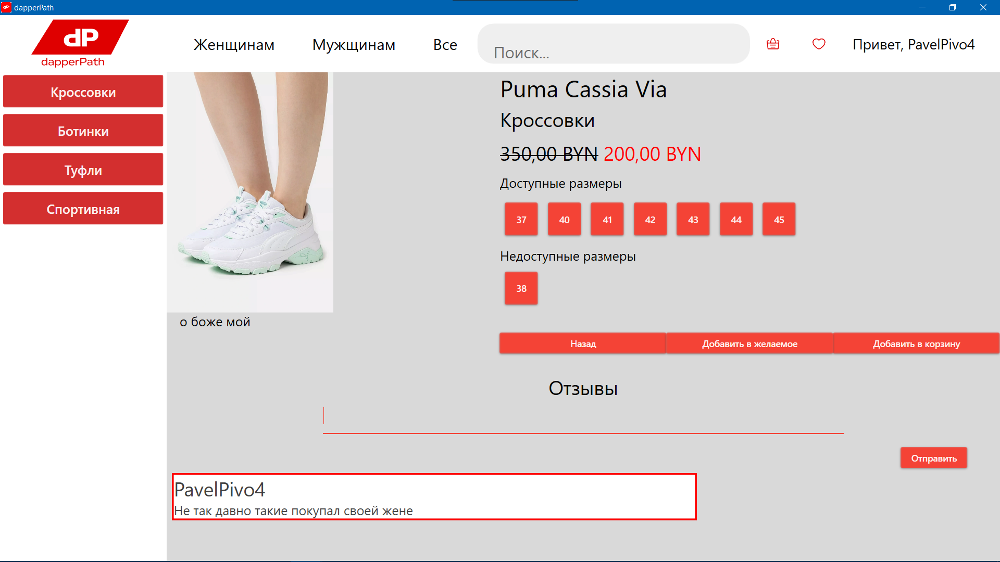 dapperPath
dP
dapperPath
Женщинам
Мужщинам
Все
Поиск...
Привет, PavelPivo4
Кроссовки
Ботинки
Туфли
Спортивная
Puma Cassia Via
Кроссовки
350,00 BYN 200,00 BYN
Доступные размеры
37 40 41 42 43 44 45
Недоступные размеры
38
о боже мой
Назад
Добавить в желаемое
Добавить в корзину
Отзывы
Отправить
PavelPivo4
Не так давно такие покупал своей жене